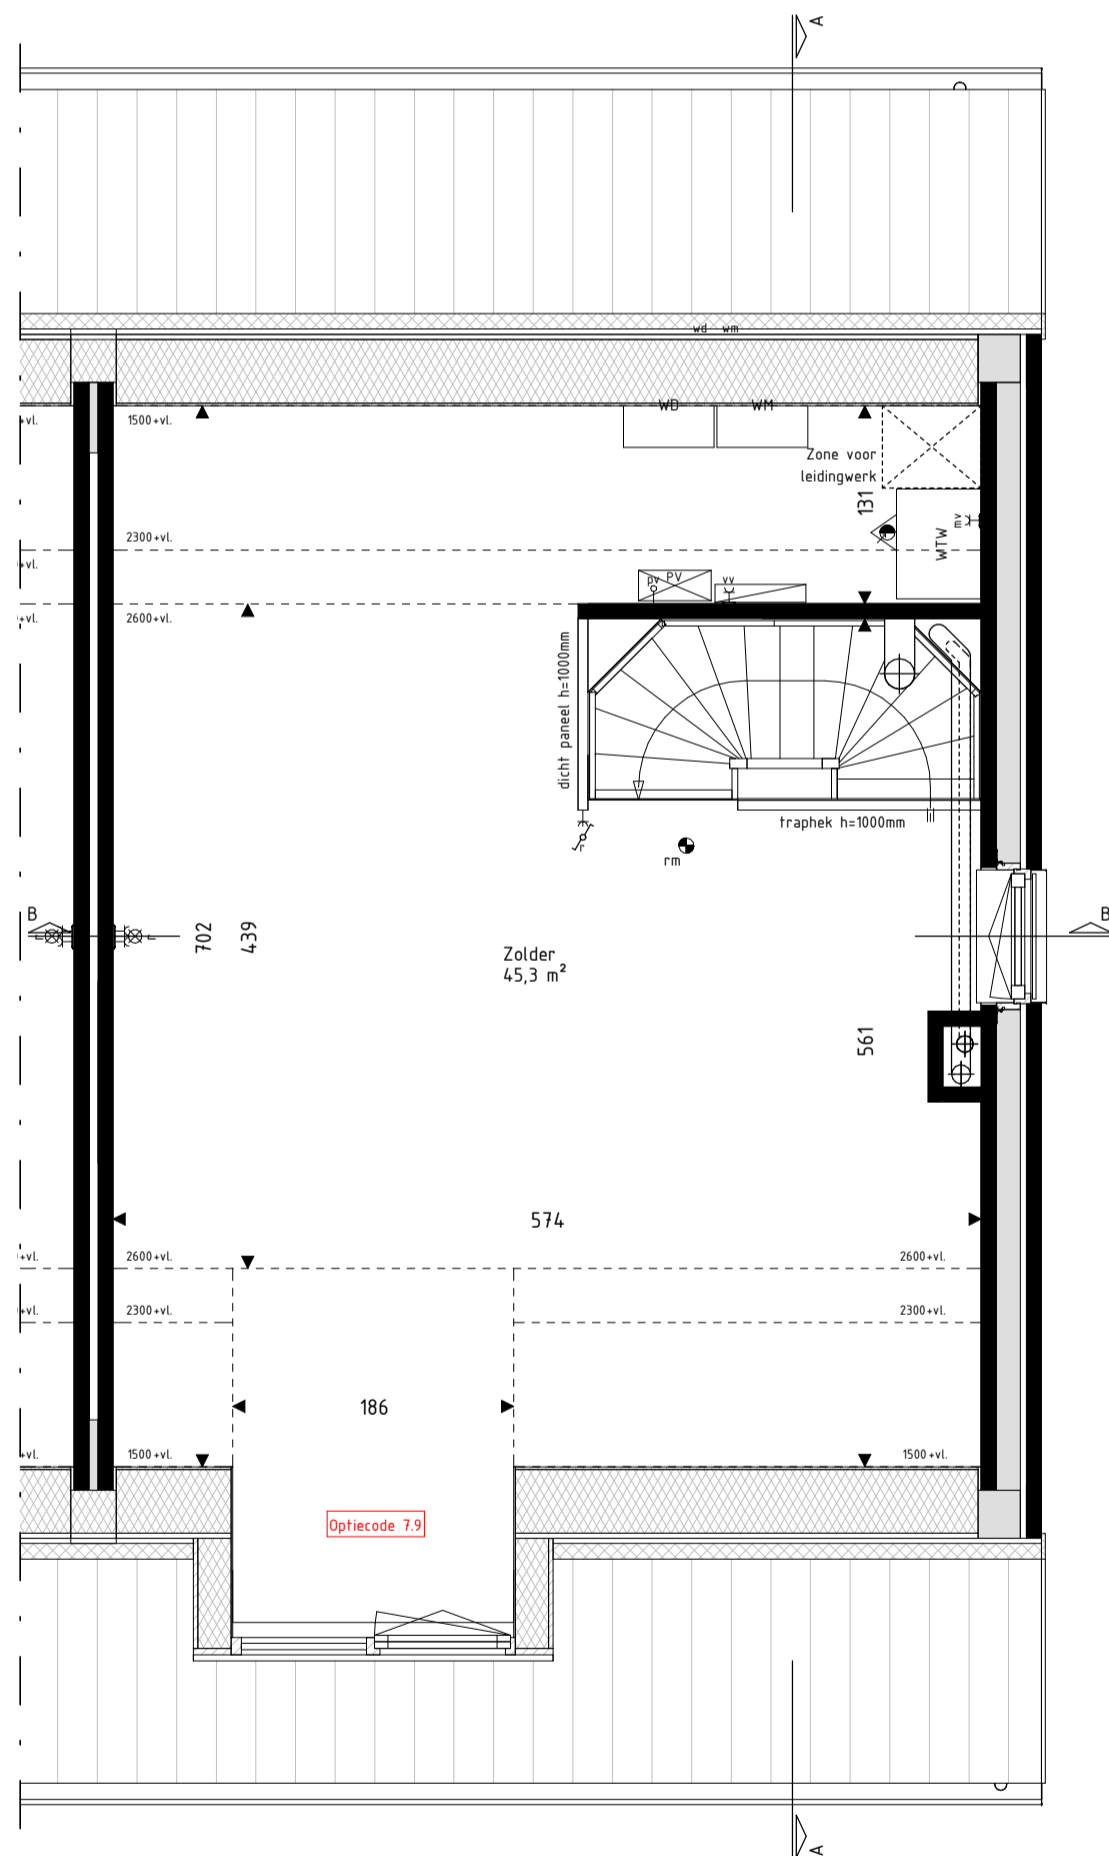 A
wd wm
+vl.
1500+vl.
WD
WM
Zone voor
leidingwerk
131
mv
WTW
2300+vl.
+vl.
pv
PV
vv
+vl.
2600+vl.
dicht paneel h=1000mm
traphek h=1000mm
r
rm
B
B
702
439
Zolder
45,3 m²
561
574
+vl.
2600+vl.
2600+vl.
+vl.
2300+vl.
2300+vl.
186
+vl.
1500+vl.
1500+vl.
Optiecode 7.9
A